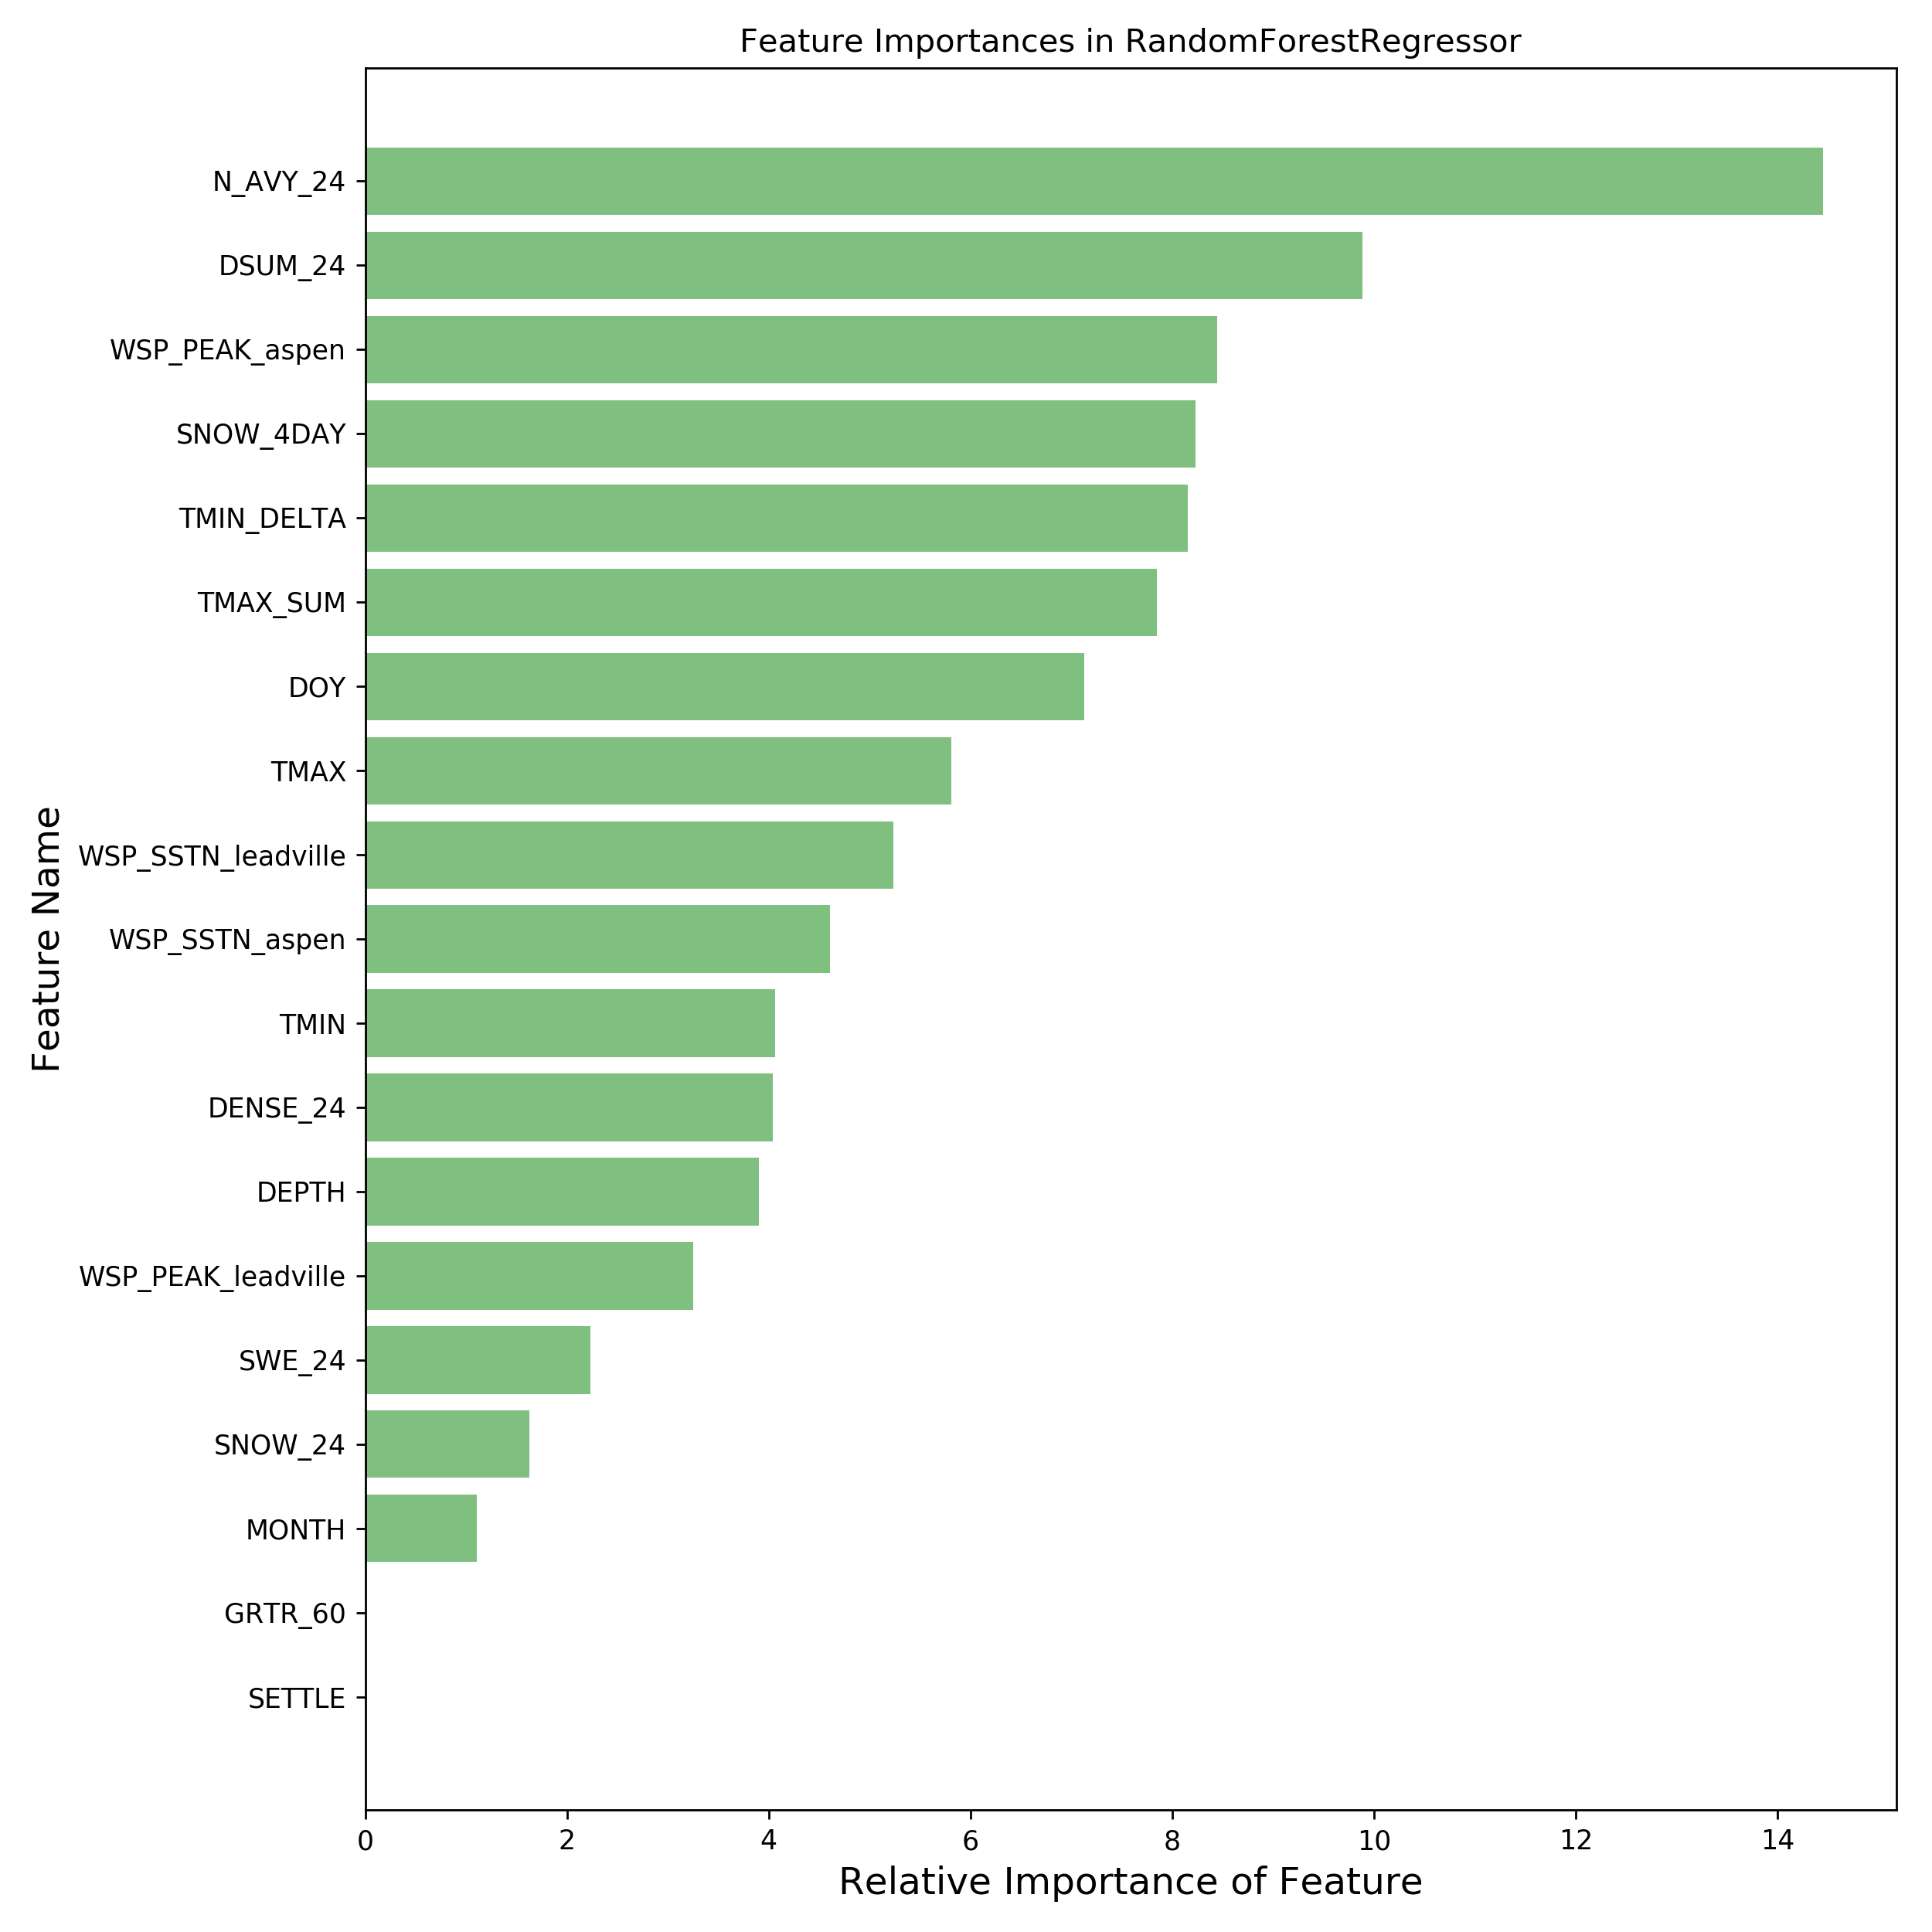 Feature Importances in RandomForestRegressor
N_AVY_24
DSUM_24
WSP_PEAK_aspen
SNOW_4DAY
TMIN_DELTA
TMAX_SUM
DOY
TMAX
WSP_SSTN_leadville
WSP_SSTN_aspen
TMIN
DENSE_24
DEPTH
WSP_PEAK_leadville
SWE_24
SNOW_24
MONTH
GRTR_60
SETTLE
Feature Name
0 2 4 6 8 10 12 14
Relative Importance of Feature